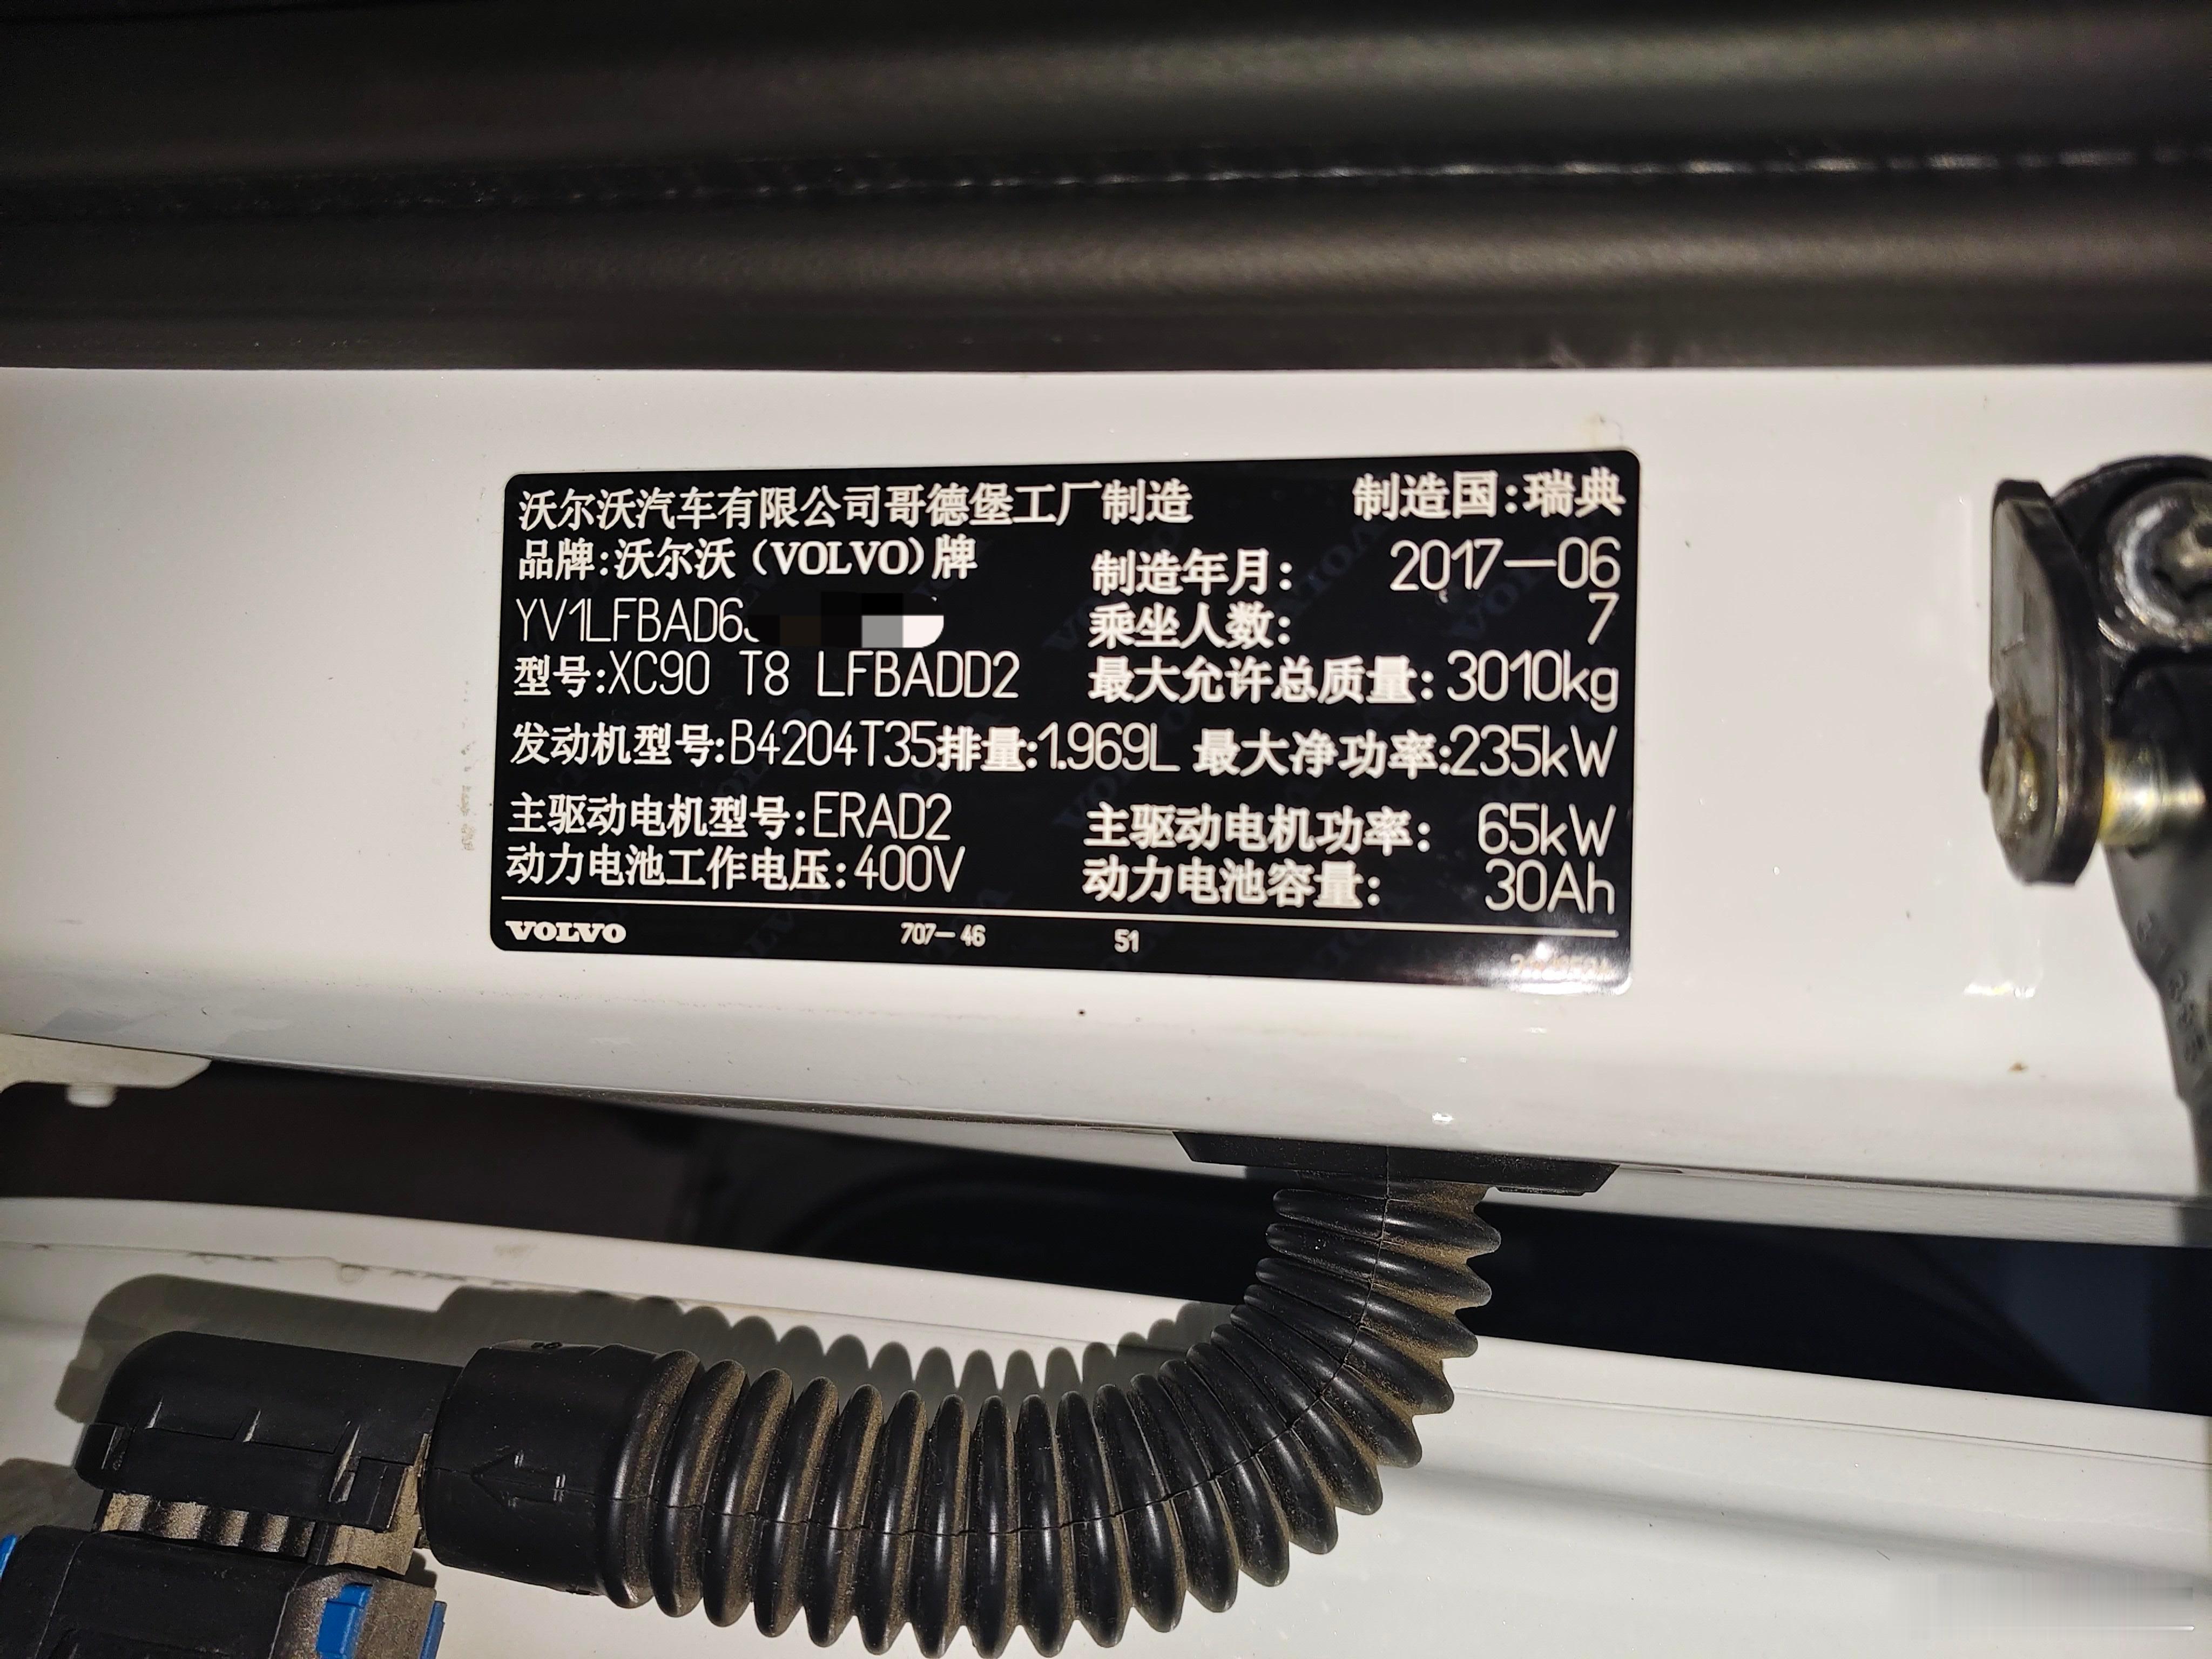 沃尔沃汽车有限公司哥德堡工厂制造 制造国:瑞典
品牌:沃尔沃(VOLVO)牌 制造年月: 2017-06
YV1LFBAD6 乘坐人数: 7
型号:XC90 T8 LFBADD2 最大允许总质量: 3010kg
发动机型号:B4204T35排量:1.969L 最大净功率:235kW
主驱动电机型号:ERAD2 主驱动电机功率: 65kW
动力电池工作电压:400V 动力电池容量: 30Ah
VOLVO 707-46 51